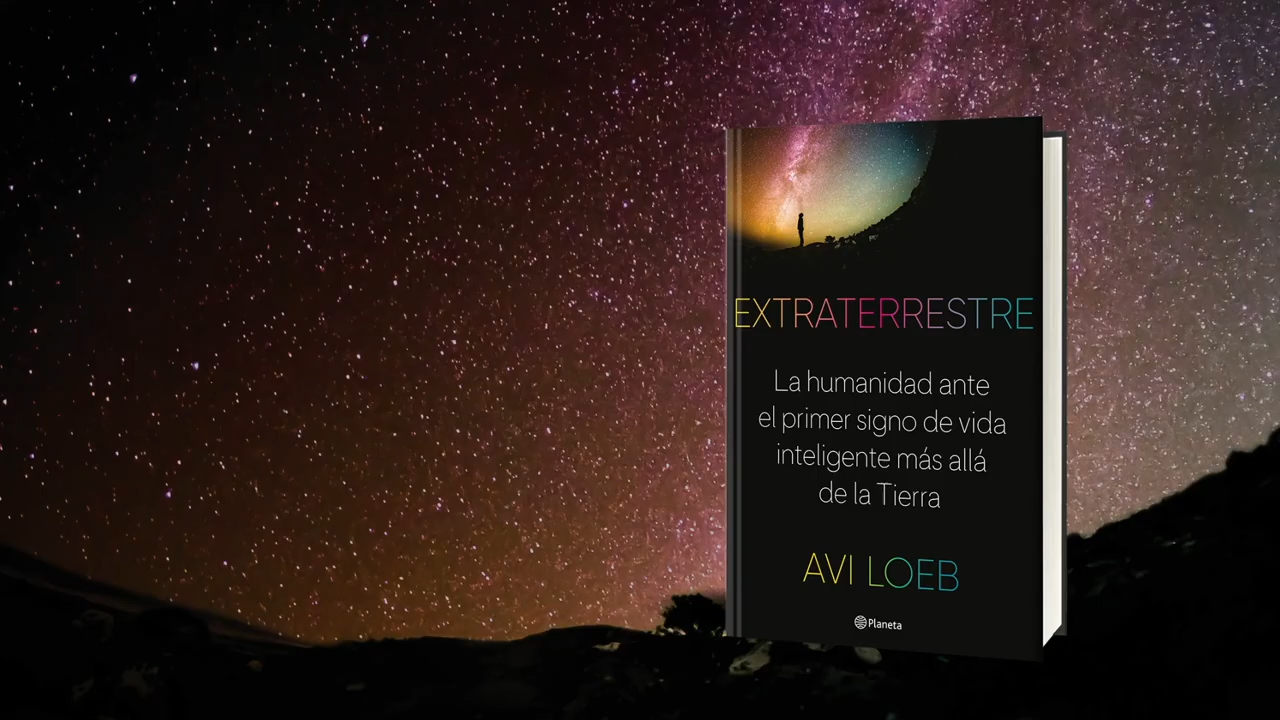 EXTRATERRESTRE
La humanidad ante
el primer signo de vida
inteligente más allá
de la Tierra
AVI LOEB
Planeta